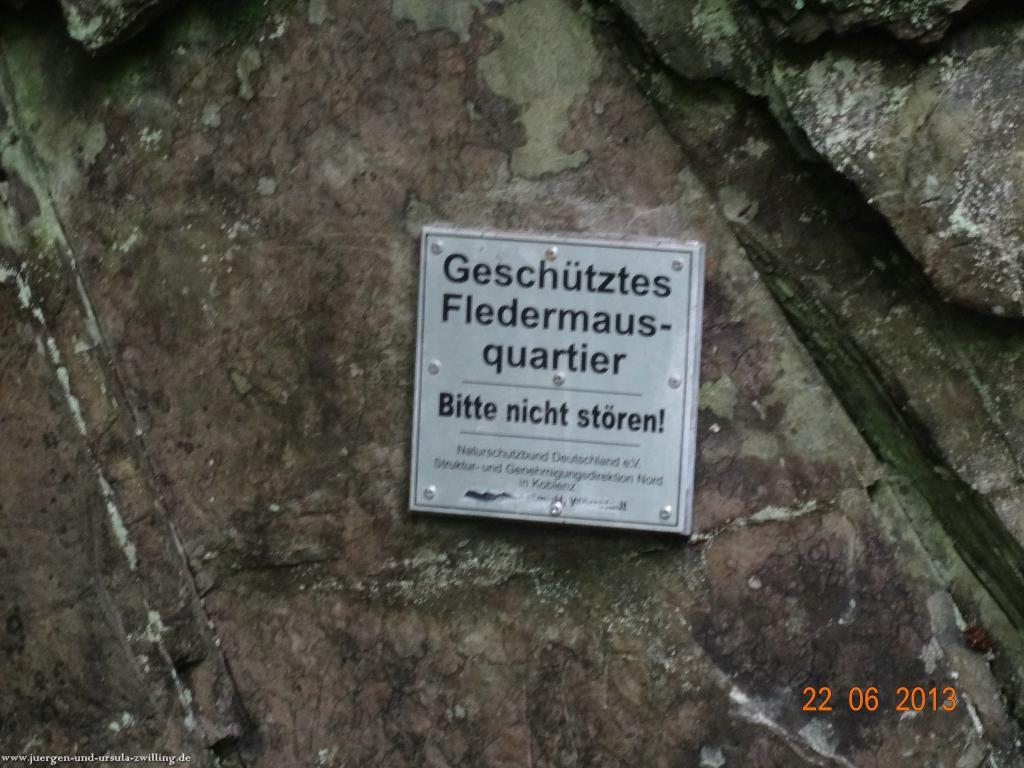 Geschütztes
Fledermaus-
quartier
Bitte nicht stören!
Naturschutzbund Deutschland e.V.
Struktur- und Genehmigungsdirektion Nord
in Koblenz
22 06 2013
www.juergen-und-ursula-zwilling.de